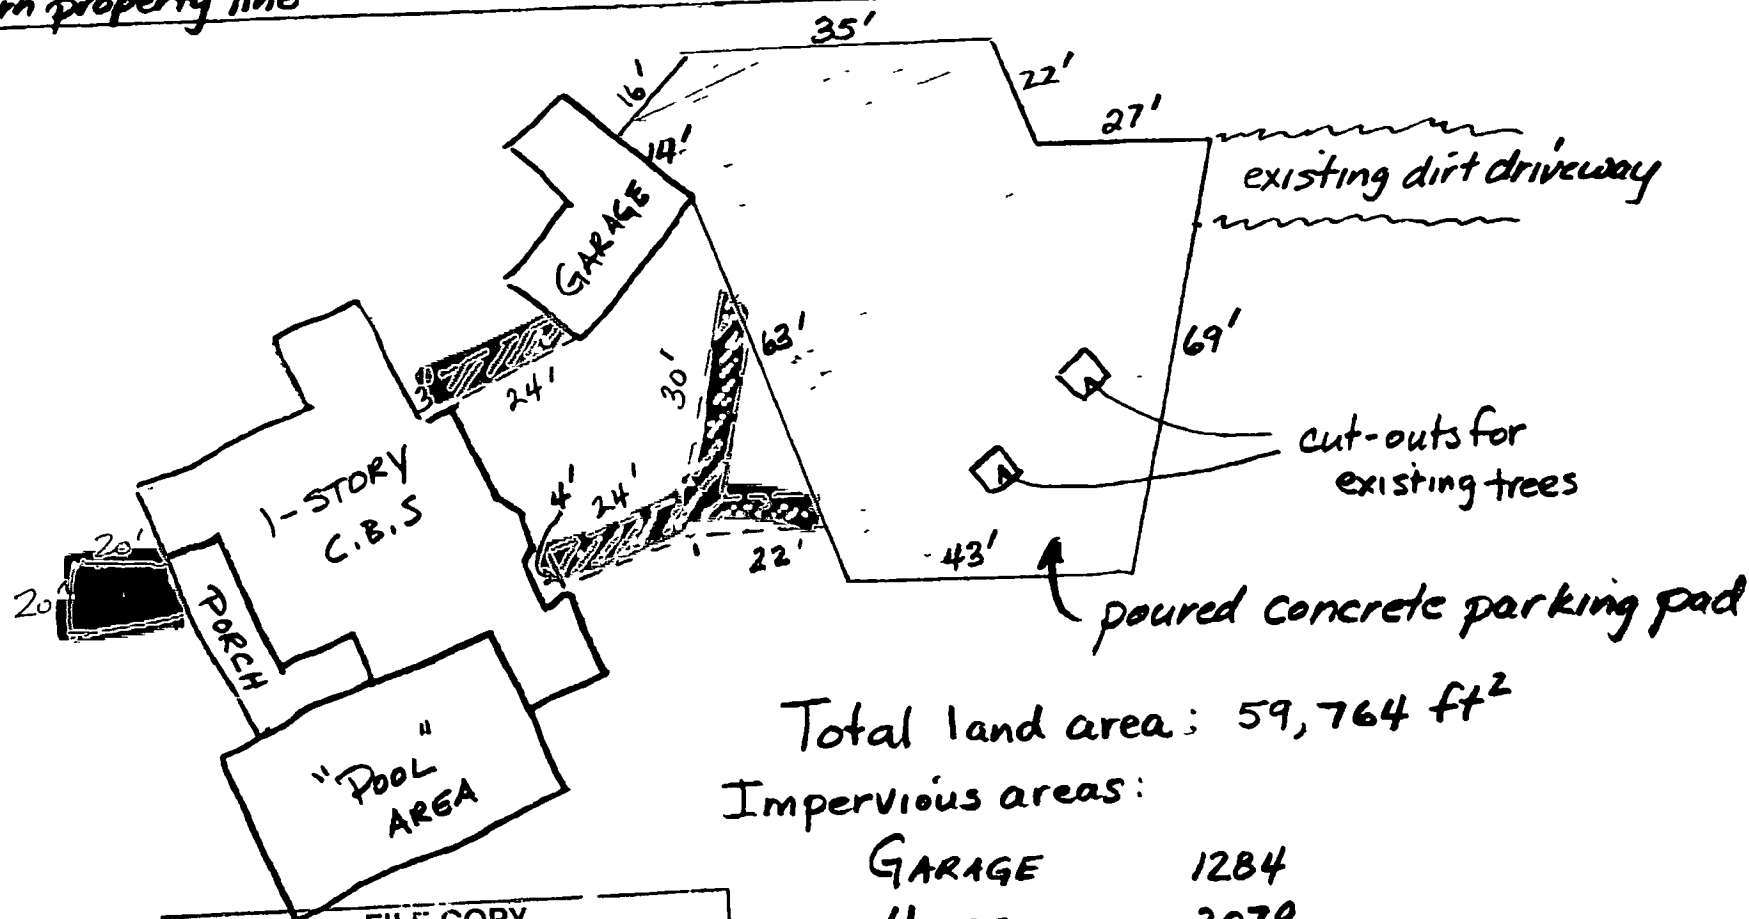 property line
35'
16'
22'
14'
27'
existing dirt driveway
GARAGE
63'
69'
30'
3'
24'
cut-outs for
existing trees
1-STORY
C.B.S
4'
24'
22'
43'
20'
20'
PORCH
poured concrete parking pad
Total land area: 59,764 ft²
"POOL"
AREA
Impervious areas:
GARAGE 1284
FILE COPY